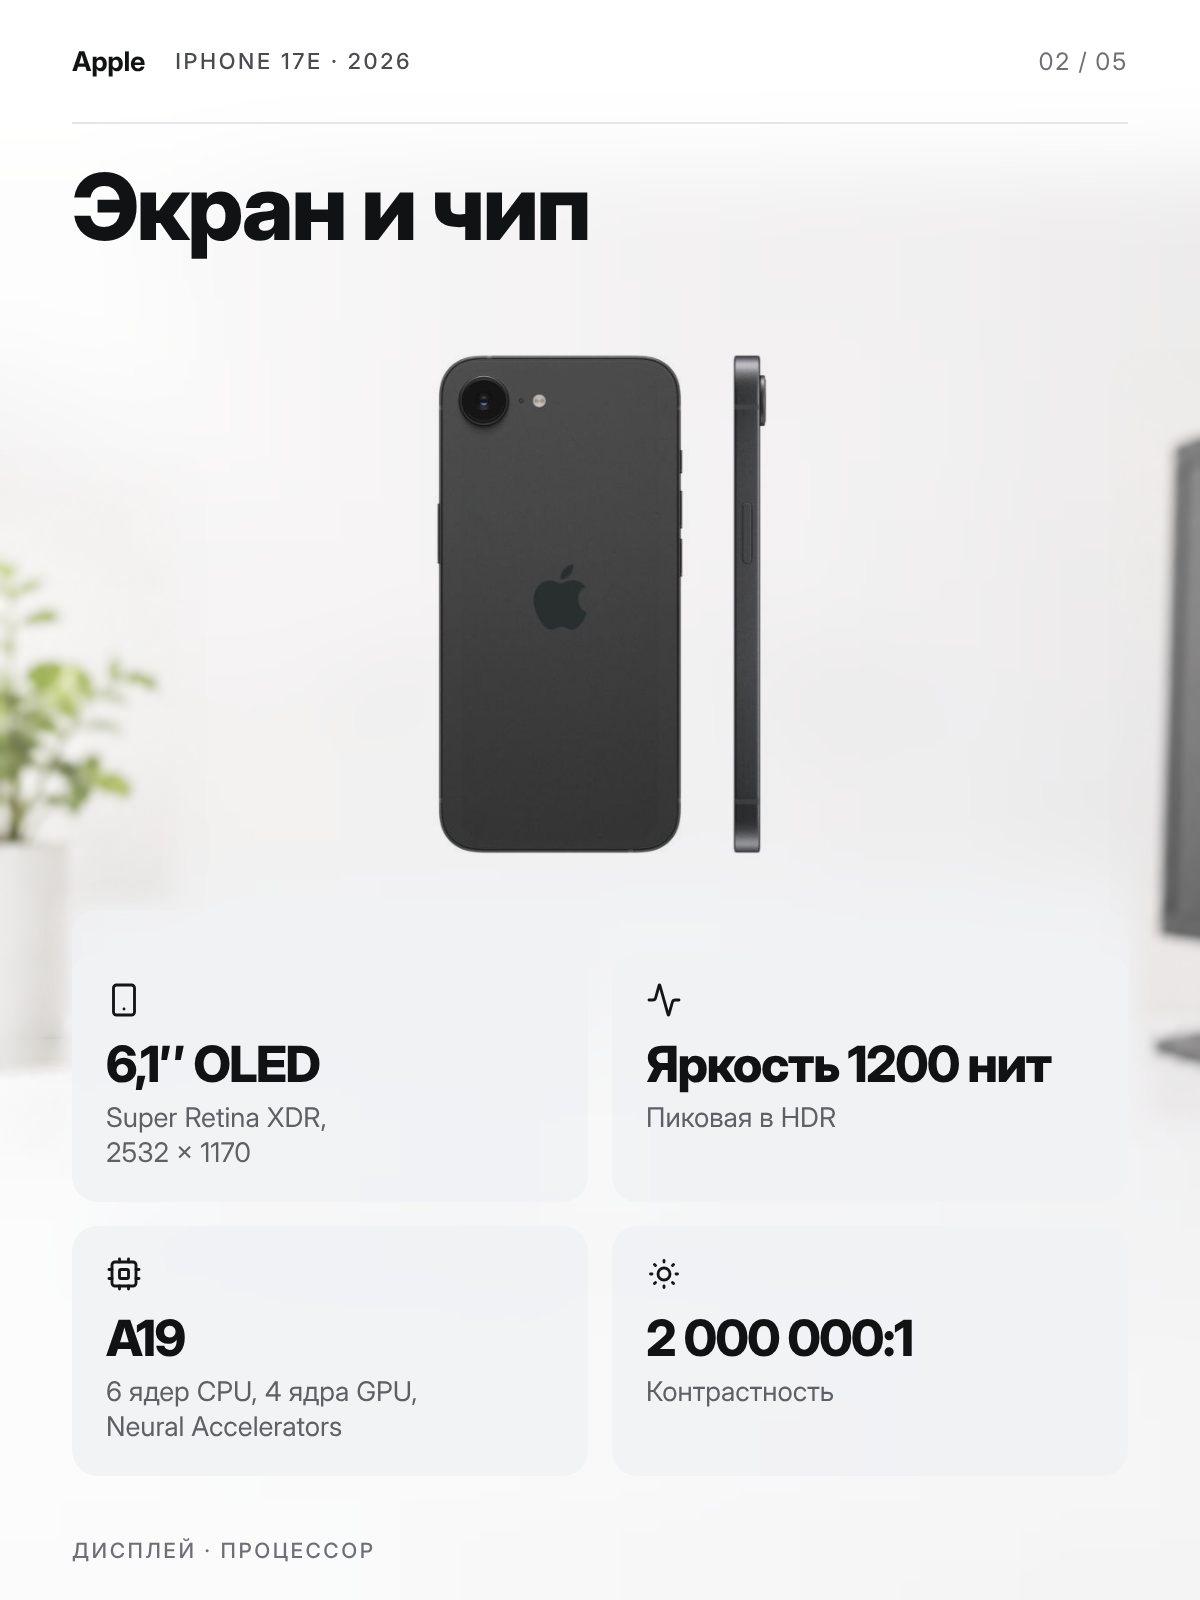 Apple IPHONE 17E · 2026 02 / 05
Экран и чип
6,1″ OLED
Super Retina XDR,
2532 × 1170
Яркость 1200 нит
Пиковая в HDR
A19
6 ядер CPU, 4 ядра GPU,
Neural Accelerators
2 000 000:1
Контрастность
ДИСПЛЕЙ · ПРОЦЕССОР